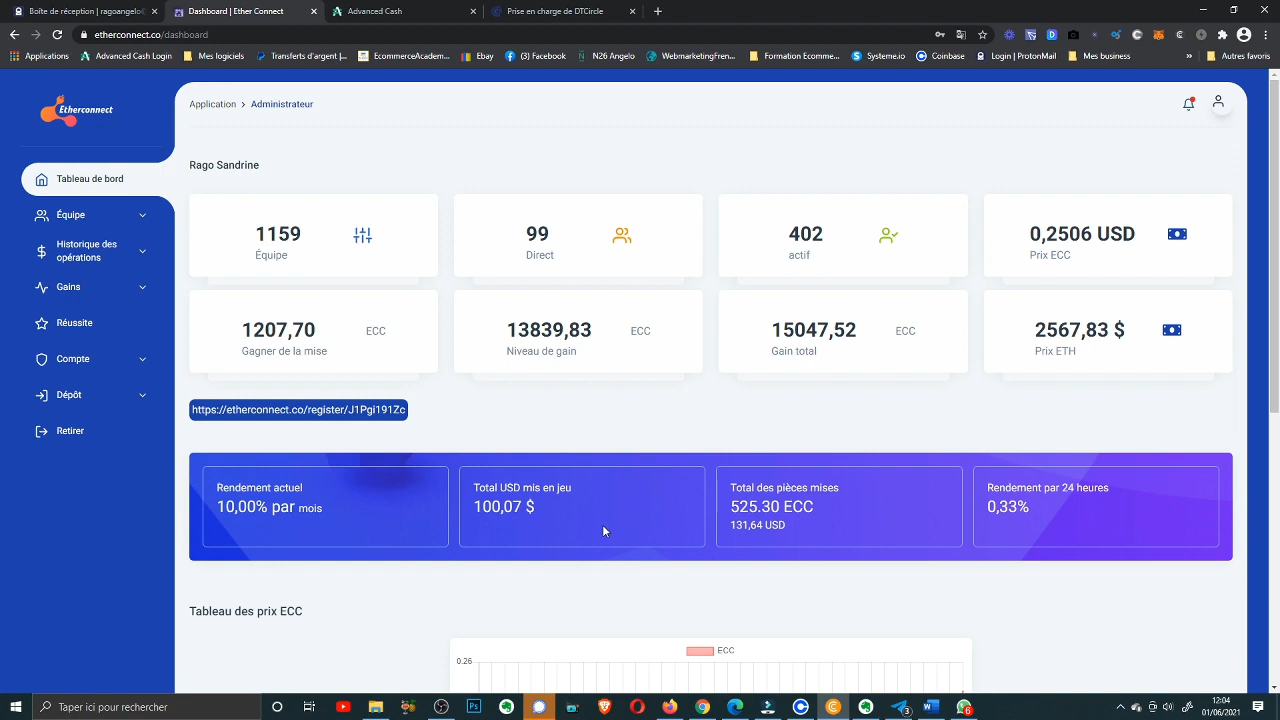 Boîte de réception | raogangelo
Dashboard | Etherconnect
Advanced Cash
Prise en charge de DTCircle
etherconnect.co/dashboard
Applications
Advanced Cash Login
Mes logiciels
Transferts d'argent |...
EcommerceAcadem...
Ebay
(3) Facebook
N26 Angelo
WebmarketingFren...
Formation Ecomme...
Systeme.io
Coinbase
Login | ProtonMail
Mes business
»
Autres favoris
Etherconnect
Application > Administrateur
Tableau de bord
Équipe
Historique des
opérations
Gains
Réussite
Compte
Dépôt
Retirer
Rago Sandrine
1159
Équipe
99
Direct
402
actif
0,2506 USD
Prix ECC
1207,70 ECC
Gagner de la mise
13839,83 ECC
Niveau de gain
15047,52 ECC
Gain total
2567,83 $
Prix ETH
https://etherconnect.co/register/J1Pgi191Zc
Rendement actuel
10,00% par mois
Total USD mis en jeu
100,07 $
Total des pièces mises
525.30 ECC
131,64 USD
Rendement par 24 heures
0,33%
Tableau des prix ECC
ECC
0.26
Taper ici pour rechercher
3
6
12:04
01/06/2021